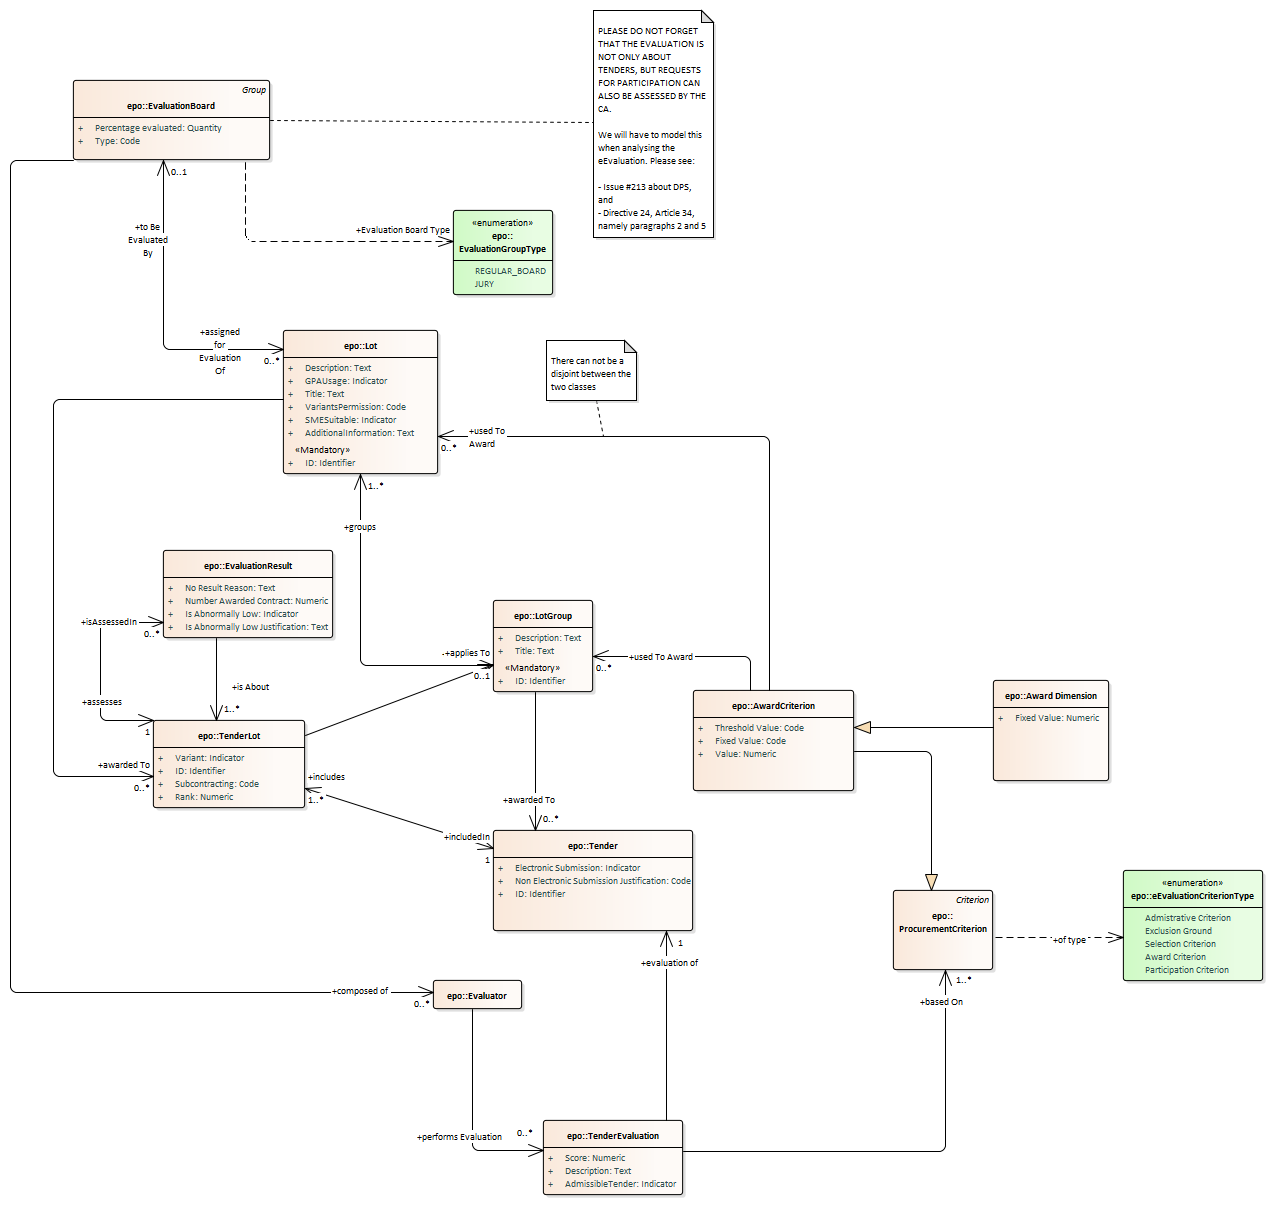 PLEASE DO NOT FORGET
THAT THE EVALUATION IS
NOT ONLY ABOUT
TENDERS, BUT REQUESTS
FOR PARTICIPATION CAN
ALSO BE ASSESSED BY THE
CA.
We will have to model this
when analysing the
eEvaluation. Please see:
- Issue #213 about DPS,
and
- Directive 24, Article 34,
namely paragraphs 2 and 5
Group
epo::EvaluationBoard
+ Percentage evaluated: Quantity
+ Type: Code
0..1
+to Be
Evaluated
By
+Evaluation Board Type
«enumeration»
epo::
EvaluationGroupType
REGULAR_BOARD
JURY
+assigned
for
Evaluation
Of
0..*
epo::Lot
+ Description: Text
+ GPAUsage: Indicator
+ Title: Text
+ VariantsPermission: Code
+ SMESuitable: Indicator
+ AdditionalInformation: Text
«Mandatory»
+ ID: Identifier
There can not be a
disjoint between the
two classes
+used To
Award
0..*
1..*
+groups
epo::EvaluationResult
+ No Result Reason: Text
+ Number Awarded Contract: Numeric
+ Is Abnormally Low: Indicator
+ Is Abnormally Low Justification: Text
+isAssessedIn
0..*
+assesses
1
+is About
1..*
epo::LotGroup
+ Description: Text
+ Title: Text
«Mandatory»
+ ID: Identifier
+applies To
0..1
+used To Award
0..*
epo::TenderLot
+ Variant: Indicator
+ ID: Identifier
+ Subcontracting: Code
+ Rank: Numeric
+awarded To
0..*
+includes
1..*
+includedIn
1
+awarded To
0..*
epo::AwardCriterion
+ Threshold Value: Code
+ Fixed Value: Code
+ Value: Numeric
epo::Award Dimension
+ Fixed Value: Numeric
epo::Tender
+ Electronic Submission: Indicator
+ Non Electronic Submission Justification: Code
+ ID: Identifier
1
+evaluation of
Criterion
epo::
ProcurementCriterion
+of type
«enumeration»
epo::eEvaluationCriterionType
Admistrative Criterion
Exclusion Ground
Selection Criterion
Award Criterion
Participation Criterion
1..*
+based On
+composed of
0..*
epo::Evaluator
+performs Evaluation
0..*
epo::TenderEvaluation
+ Score: Numeric
+ Description: Text
+ AdmissibleTender: Indicator